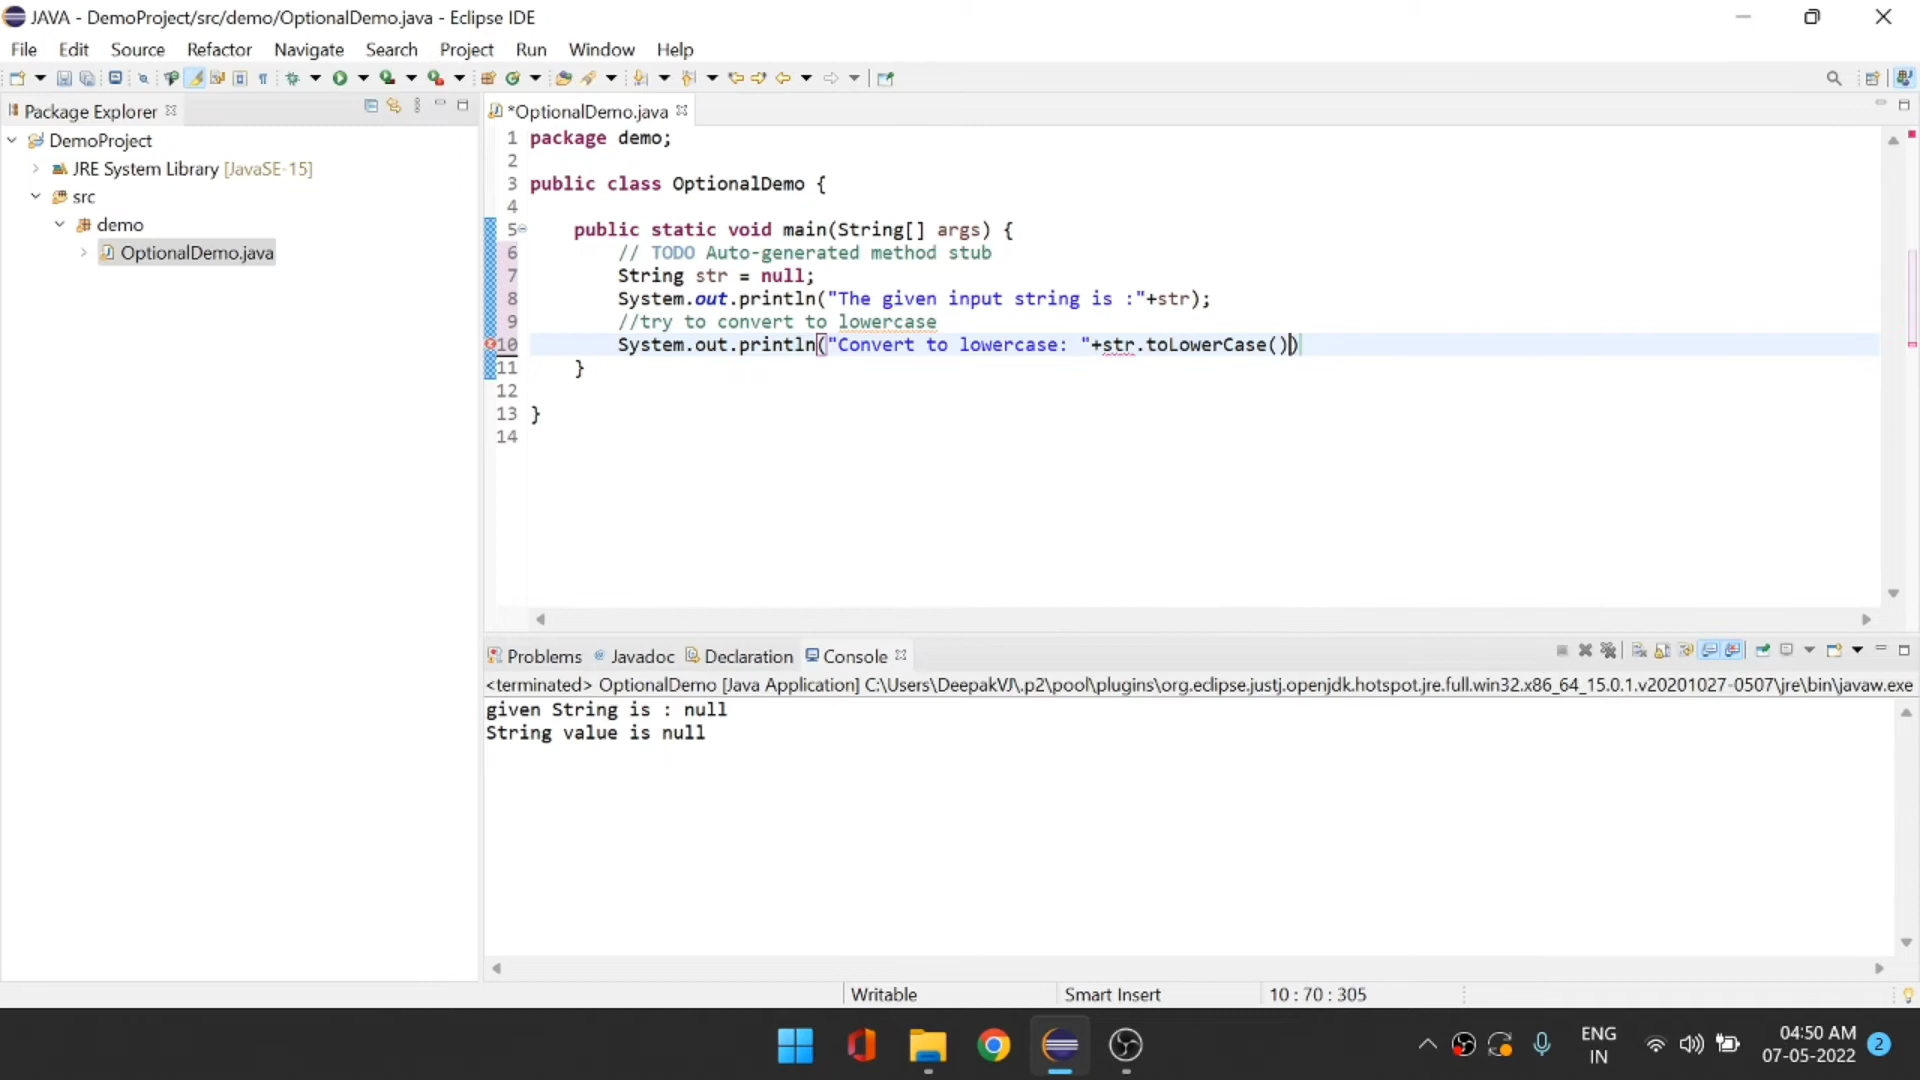 JAVA - DemoProject/src/demo/OptionalDemo.java - Eclipse IDE
File Edit Source Refactor Navigate Search Project Run Window Help
Package Explorer
DemoProject
JRE System Library [JavaSE-15]
src
demo
OptionalDemo.java
*OptionalDemo.java
1 package demo;
2
3 public class OptionalDemo {
4
5 public static void main(String[] args) {
6 // TODO Auto-generated method stub
7 String str = null;
8 System.out.println("The given input string is :"+str);
9 //try to convert to lowercase
10 System.out.println("Convert to lowercase: "+str.toLowerCase())
11 }
12
13 }
14
Problems Javadoc Declaration Console
<terminated> OptionalDemo [Java Application] C:\Users\DeepakVJ\.p2\pool\plugins\org.eclipse.justj.openjdk.hotspot.jre.full.win32.x86_64_15.0.1.v20201027-0507\jre\bin\javaw.exe
given String is : null
String value is null
Writable Smart Insert 10 : 70 : 305
ENG
IN
04:50 AM
07-05-2022
2